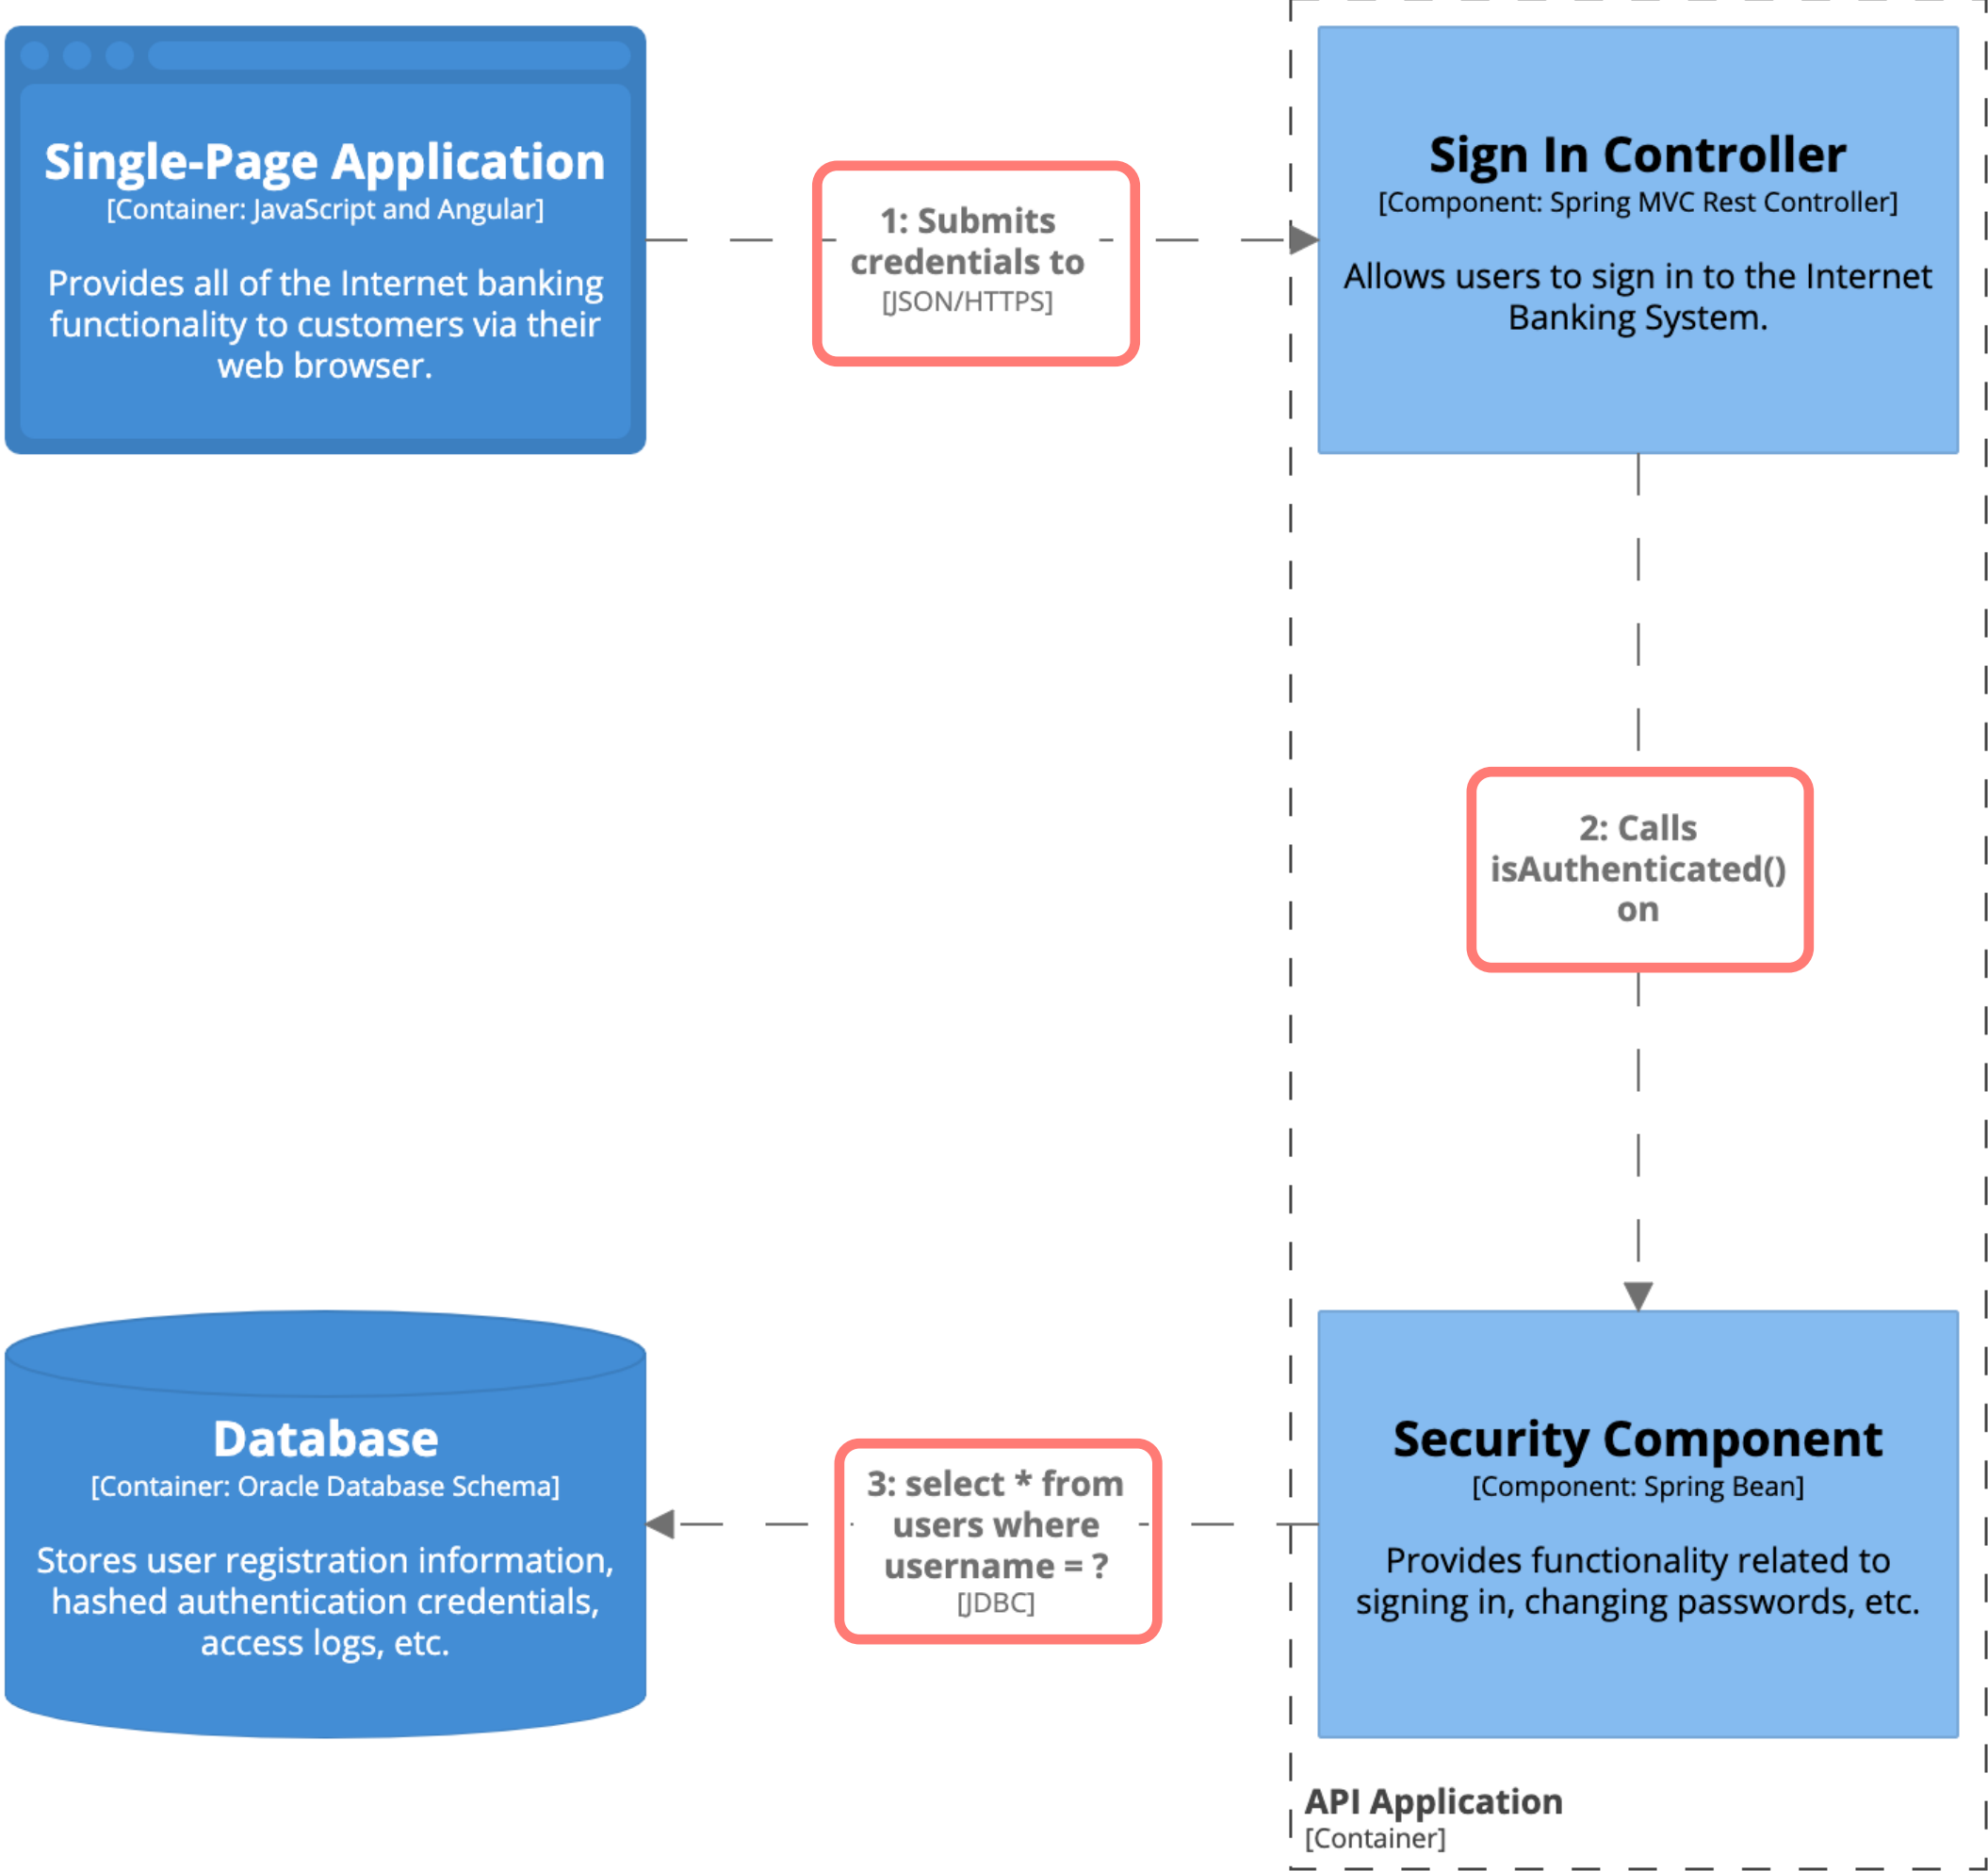 Single-Page Application
[Container: JavaScript and Angular]
Provides all of the Internet banking
functionality to customers via their
web browser.
1: Submits
credentials to
[JSON/HTTPS]
Sign In Controller
[Component: Spring MVC Rest Controller]
Allows users to sign in to the Internet
Banking System.
2: Calls
isAuthenticated()
on
Security Component
[Component: Spring Bean]
Provides functionality related to
signing in, changing passwords, etc.
3: select * from
users where
username = ?
[JDBC]
Database
[Container: Oracle Database Schema]
Stores user registration information,
hashed authentication credentials,
access logs, etc.
API Application
[Container]